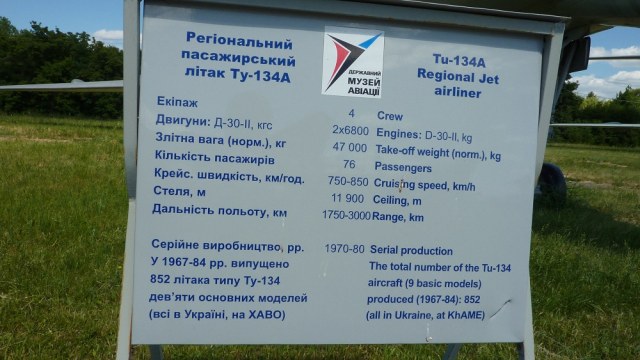 Регіональний
пасажирський
літак Ту-134А
ДЕРЖАВНИЙ
МУЗЕЙ
АВІАЦІЇ
Tu-134A
Regional Jet
airliner
Екіпаж 4 Crew
Двигуни: Д-30-ІІ, кгс 2x6800 Engines: D-30-II, kg
Злітна вага (норм.), кг 47 000 Take-off weight (norm.), kg
Кількість пасажирів 76 Passengers
Крейс. швидкість, км/год. 750-850 Cruising speed, km/h
Стеля, м 11 900 Ceiling, m
Дальність польоту, км 1750-3000 Range, km
Серійне виробництво, рр. 1970-80 Serial production
У 1967-84 рр. випущено
852 літака типу Ту-134
дев'яти основних моделей
(всі в Україні, на ХАВО)
The total number of the Tu-134
aircraft (9 basic models)
produced (1967-84): 852
(all in Ukraine, at KhAME)